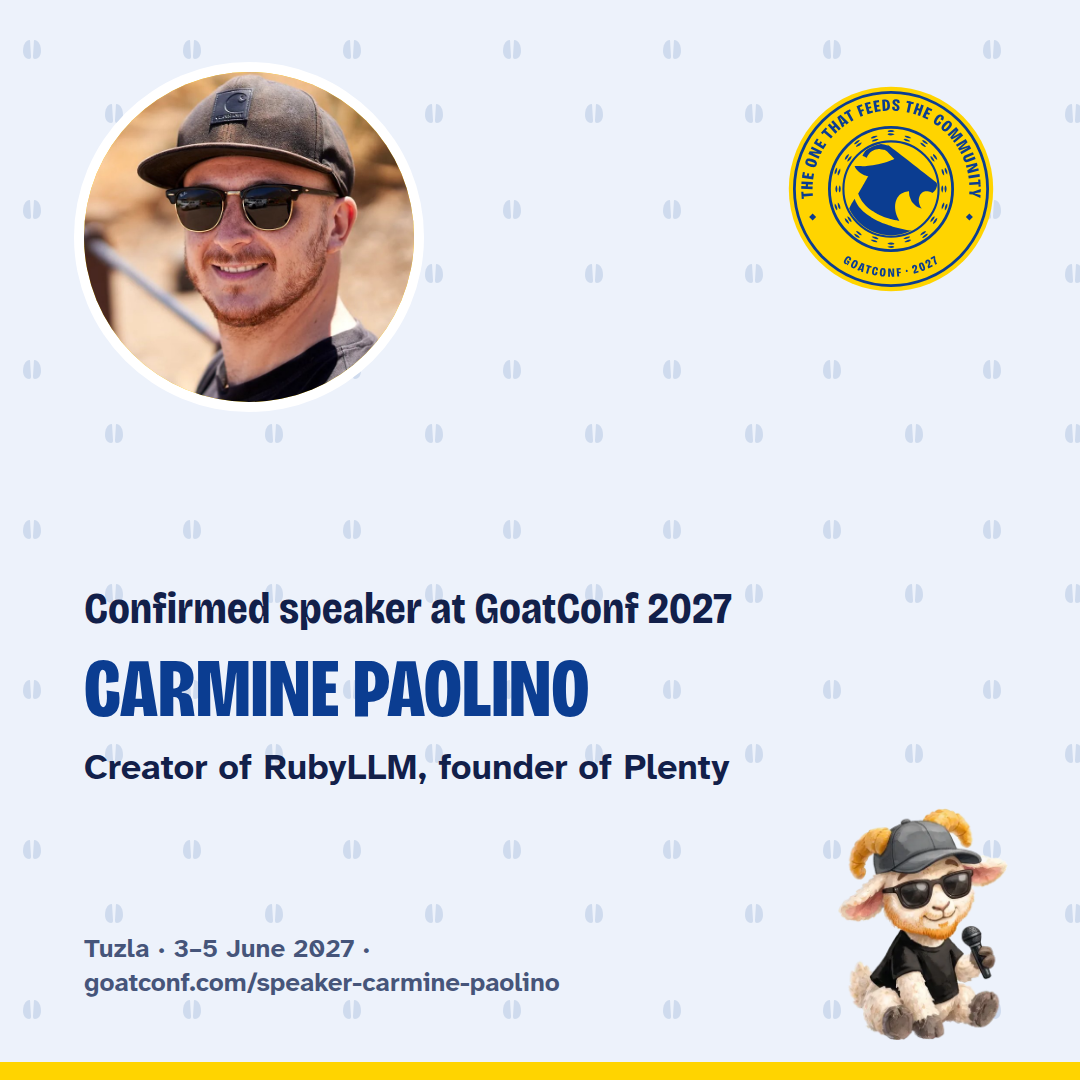 THE ONE THAT FEEDS THE COMMUNITY
GOATCONF · 2027
Confirmed speaker at GoatConf 2027
CARMINE PAOLINO
Creator of RubyLLM, founder of Plenty
Tuzla · 3–5 June 2027 ·
goatconf.com/speaker-carmine-paolino